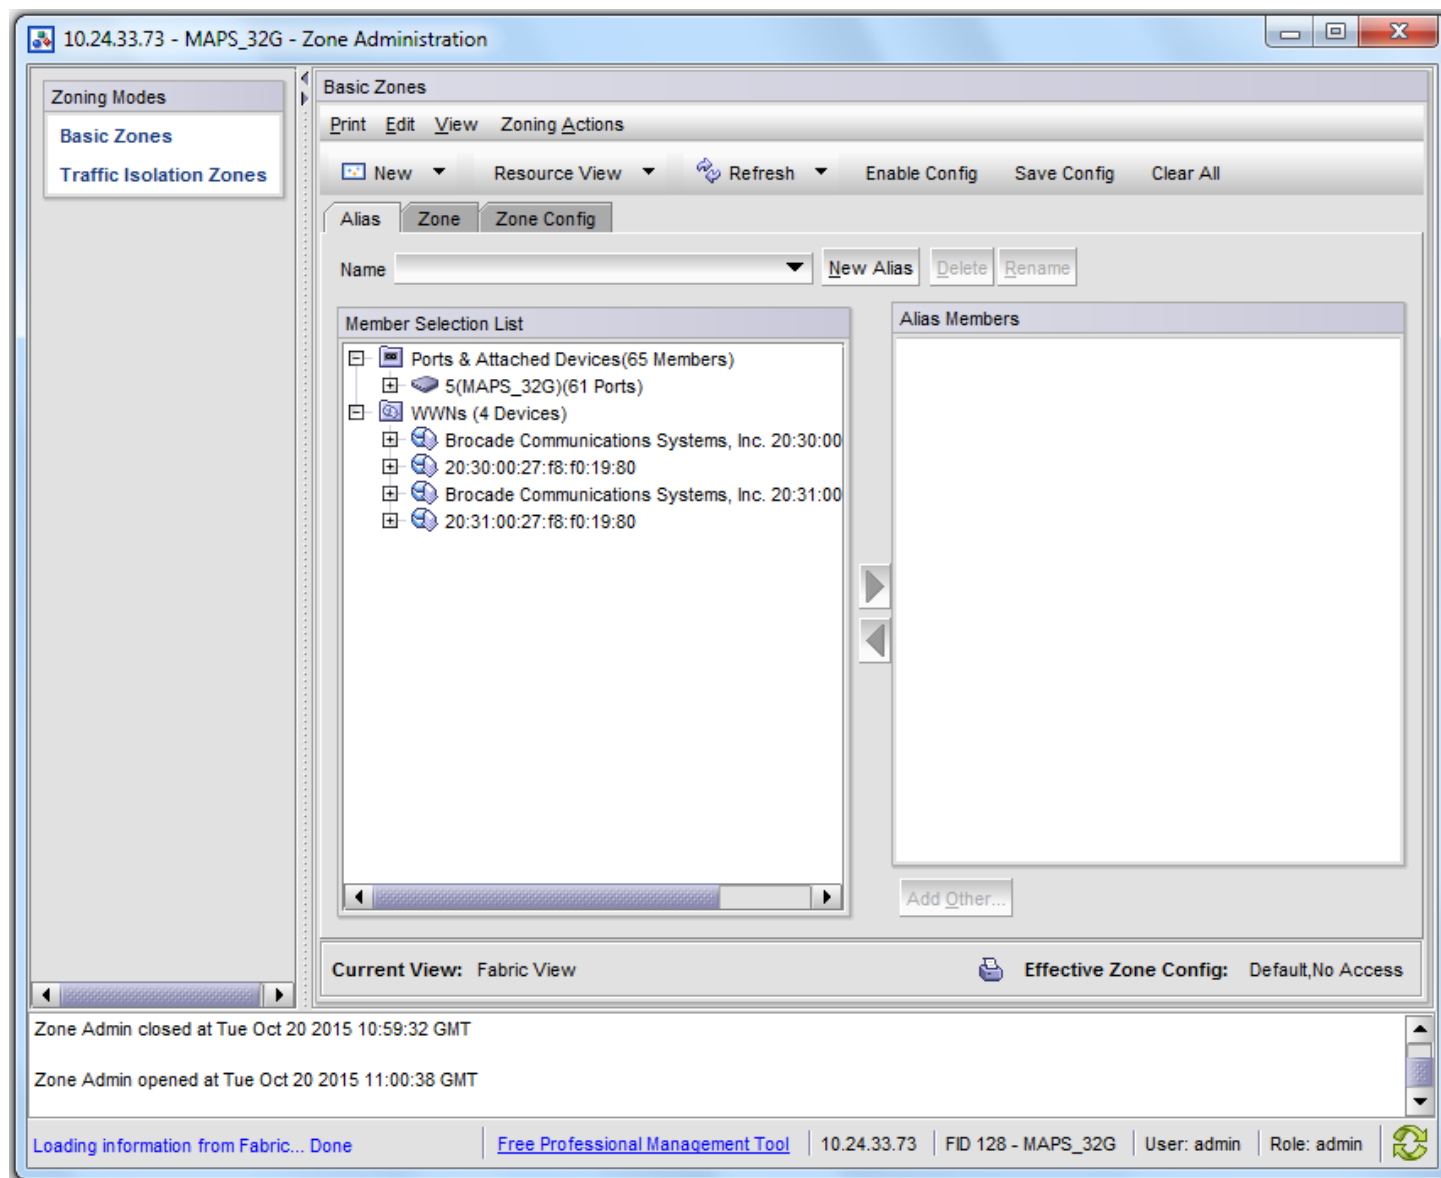 10.24.33.73 - MAPS_32G - Zone Administration
Zoning Modes
Basic Zones
Traffic Isolation Zones
Basic Zones
Print Edit View Zoning Actions
New Resource View Refresh Enable Config Save Config Clear All
Alias Zone Zone Config
Name New Alias Delete Rename
Member Selection List
Ports & Attached Devices(65 Members)
5(MAPS_32G)(61 Ports)
WWNs (4 Devices)
Brocade Communications Systems, Inc. 20:30:00
20:30:00:27:f8:f0:19:80
Brocade Communications Systems, Inc. 20:31:00
20:31:00:27:f8:f0:19:80
Alias Members
Add Other...
Current View: Fabric View Effective Zone Config: Default,No Access
Zone Admin closed at Tue Oct 20 2015 10:59:32 GMT
Zone Admin opened at Tue Oct 20 2015 11:00:38 GMT
Loading information from Fabric... Done Free Professional Management Tool 10.24.33.73 FID 128 - MAPS_32G User: admin Role: admin